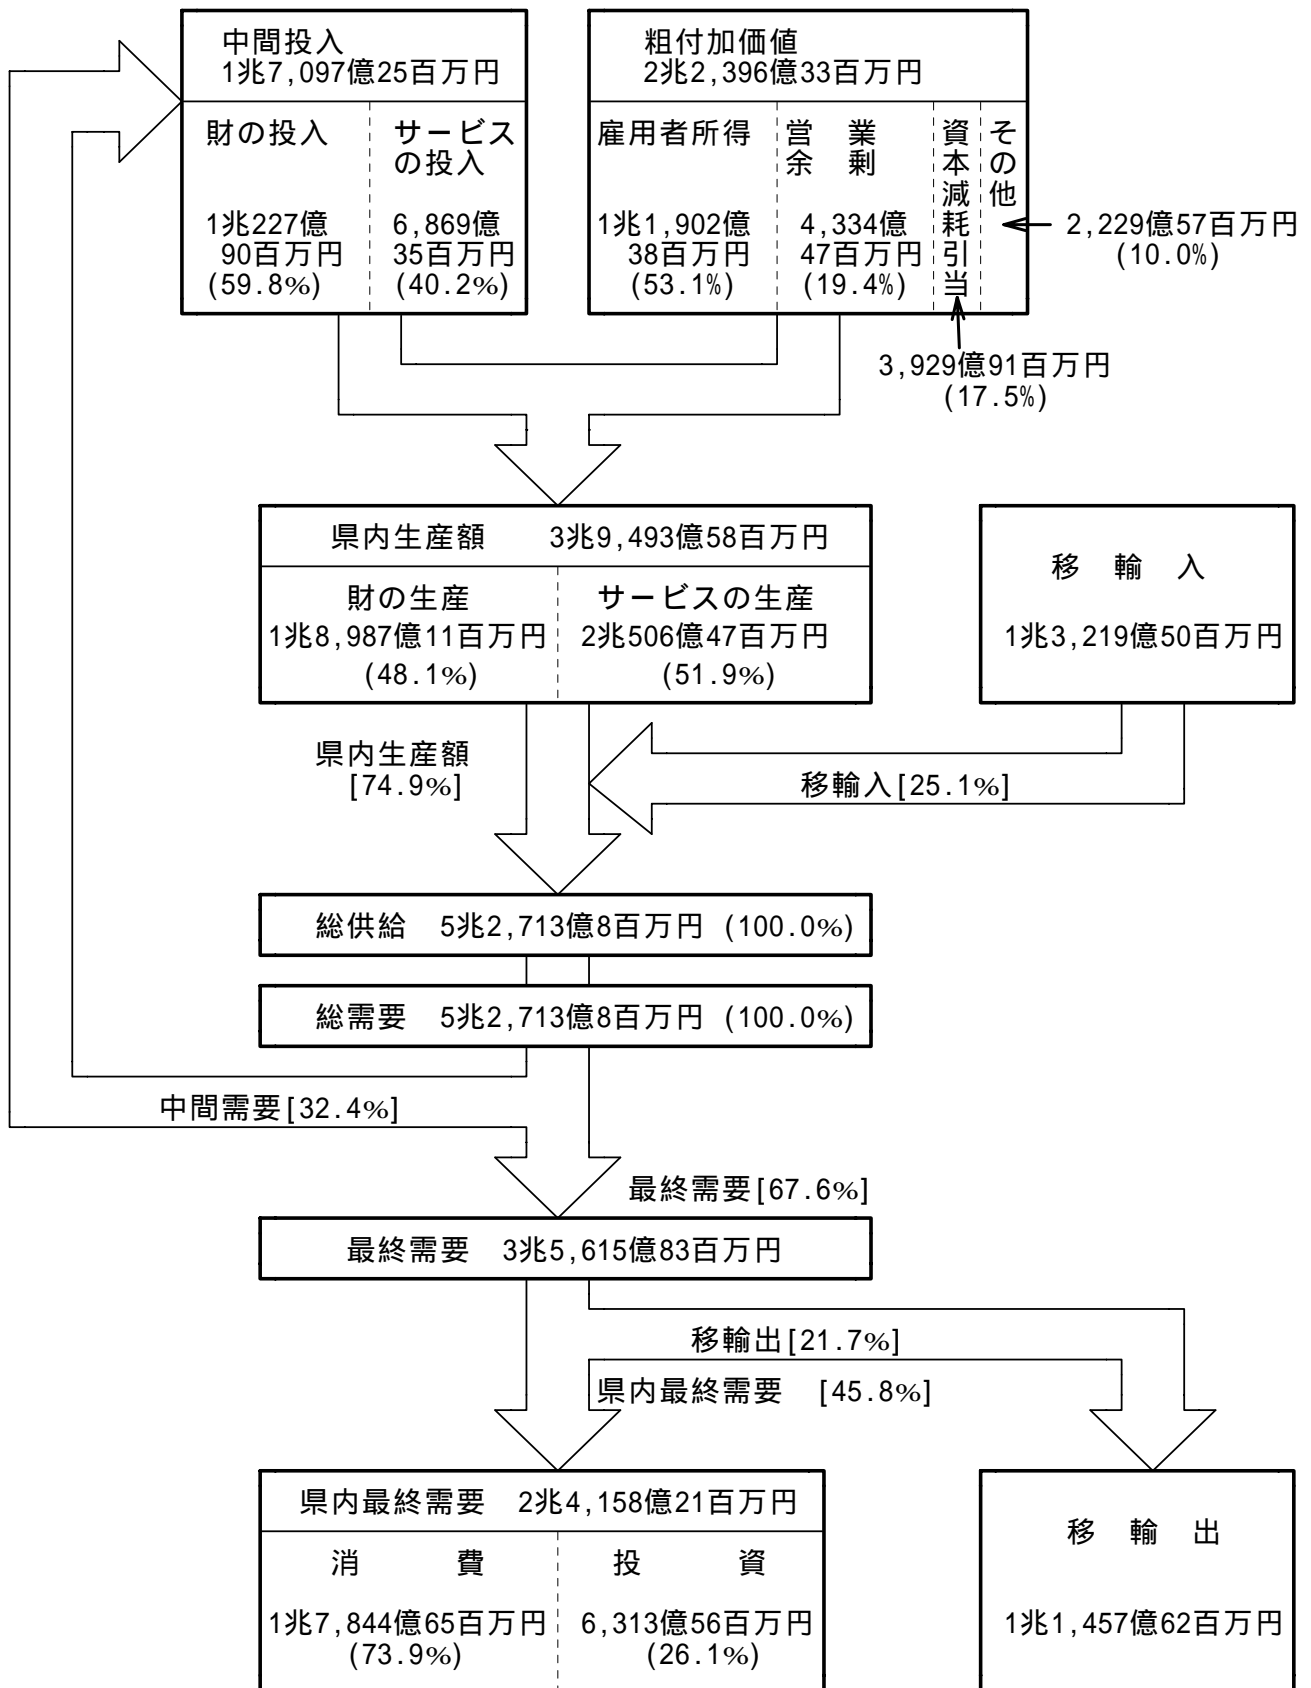 中間投入
1兆7,097億25百万円
財の投入
1兆227億
90百万円
(59.8%)
サービス
の投入
6,869億
35百万円
(40.2%)
粗付加価値
2兆2,396億33百万円
雇用者所得
1兆1,902億
38百万円
(53.1%)
営業
余剰
4,334億
47百万円
(19.4%)
資本減耗引当
その他
2,229億57百万円
(10.0%)
3,929億91百万円
(17.5%)
県内生産額 3兆9,493億58百万円
財の生産
1兆8,987億11百万円
(48.1%)
サービスの生産
2兆506億47百万円
(51.9%)
移輸入
1兆3,219億50百万円
県内生産額
[74.9%]
移輸入[25.1%]
総供給 5兆2,713億8百万円 (100.0%)
総需要 5兆2,713億8百万円 (100.0%)
中間需要[32.4%]
最終需要[67.6%]
最終需要 3兆5,615億83百万円
移輸出[21.7%]
県内最終需要 [45.8%]
県内最終需要 2兆4,158億21百万円
消費
1兆7,844億65百万円
(73.9%)
投資
6,313億56百万円
(26.1%)
移輸出
1兆1,457億62百万円